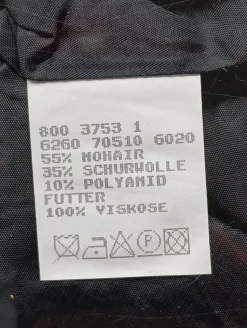 800 3753 1
6260 70510 6020
55% MOHAIR
35% SCHURWOLLE
10% POLYAMID
FUTTER
100% VISKOSE
P